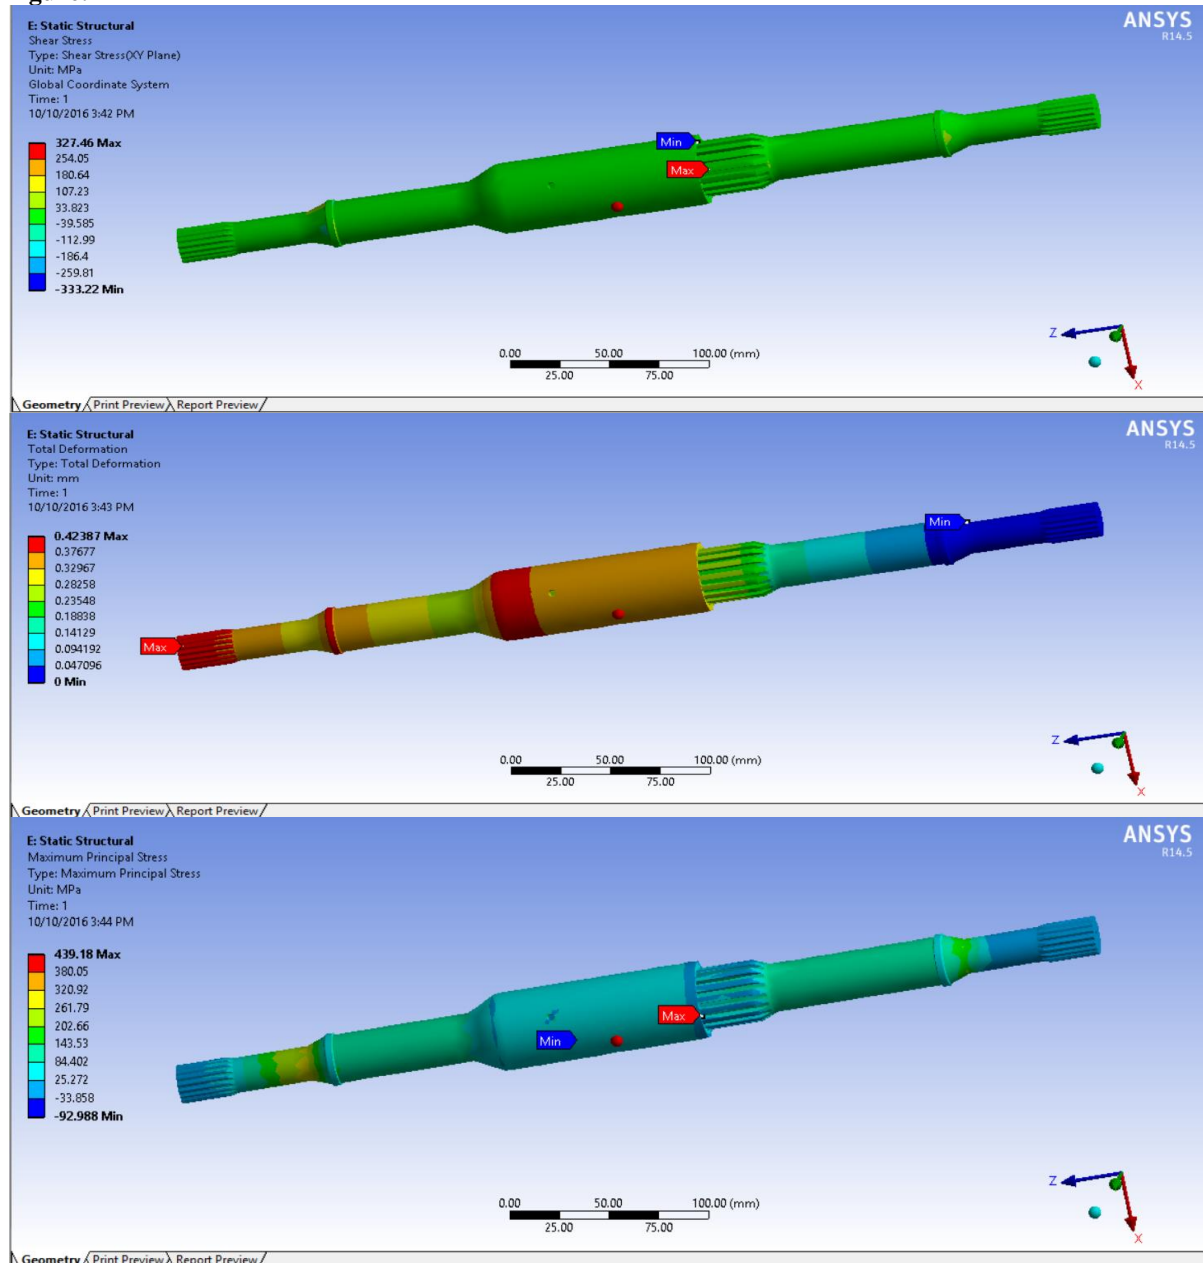 E: Static Structural
Shear Stress
Type: Shear Stress(XY Plane)
Unit: MPa
Global Coordinate System
Time: 1
10/10/2016 3:42 PM
ANSYS
R14.5
327.46 Max
254.05
180.64
107.23
33.823
-39.585
-112.99
-186.4
-259.81
-333.22 Min
Min
Max
0.00 50.00 100.00 (mm)
25.00 75.00
Z
X
Geometry Print Preview Report Preview
E: Static Structural
Total Deformation
Type: Total Deformation
Unit: mm
Time: 1
10/10/2016 3:43 PM
ANSYS
R14.5
0.42387 Max
0.37677
0.32967
0.28258
0.23548
0.18838
0.14129
0.094192
0.047096
0 Min
Min
Max
0.00 50.00 100.00 (mm)
25.00 75.00
Z
X
Geometry Print Preview Report Preview
E: Static Structural
Maximum Principal Stress
Type: Maximum Principal Stress
Unit: MPa
Time: 1
10/10/2016 3:44 PM
ANSYS
R14.5
439.18 Max
380.05
320.92
261.79
202.66
143.53
84.402
25.272
-33.858
-92.988 Min
Max
Min
0.00 50.00 100.00 (mm)
25.00 75.00
Z
X
Geometry Print Preview Report Preview